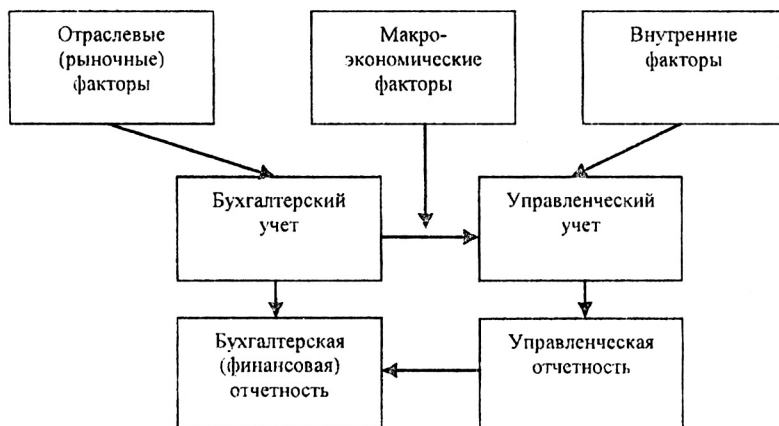 Отраслевые
(рыночные)
факторы
Макро-
экономические
факторы
Внутренние
факторы
Бухгалтерский
учет
Управленческий
учет
Бухгалтерская
(финансовая)
отчетность
Управленческая
отчетность